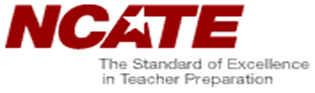 NCATE
The Standard of Excellence
in Teacher Preparation